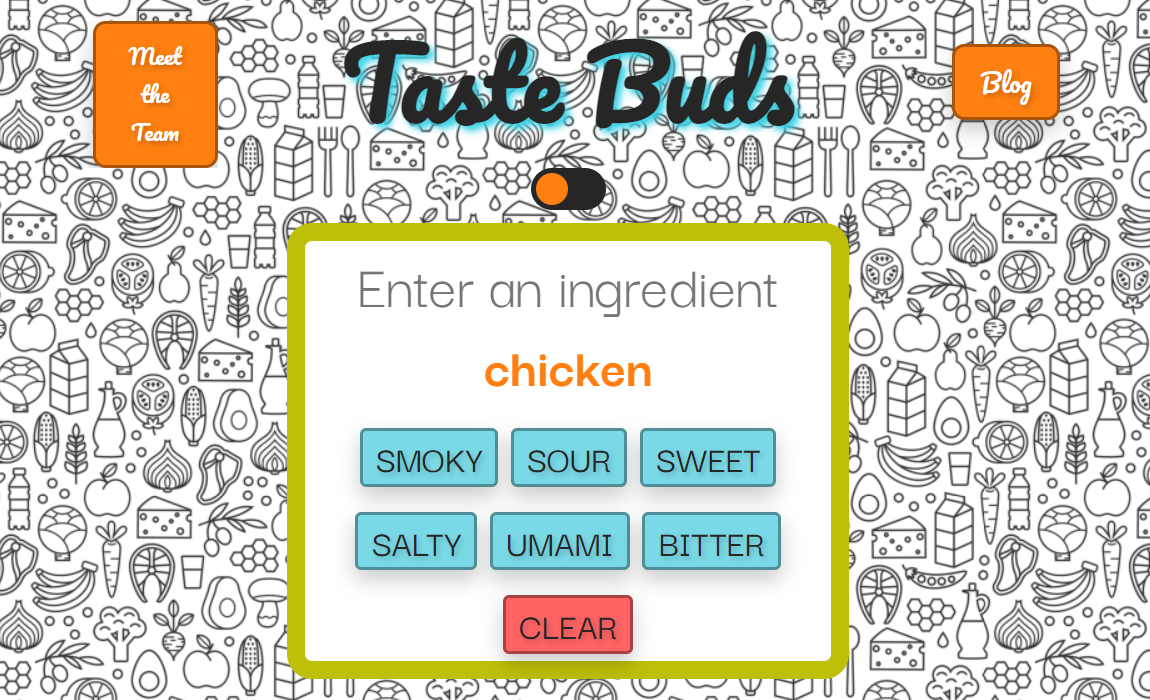 Meet
the
Team
Taste Buds
Blog
Enter an ingredient
chicken
SMOKY SOUR SWEET
SALTY UMAMI BITTER
CLEAR